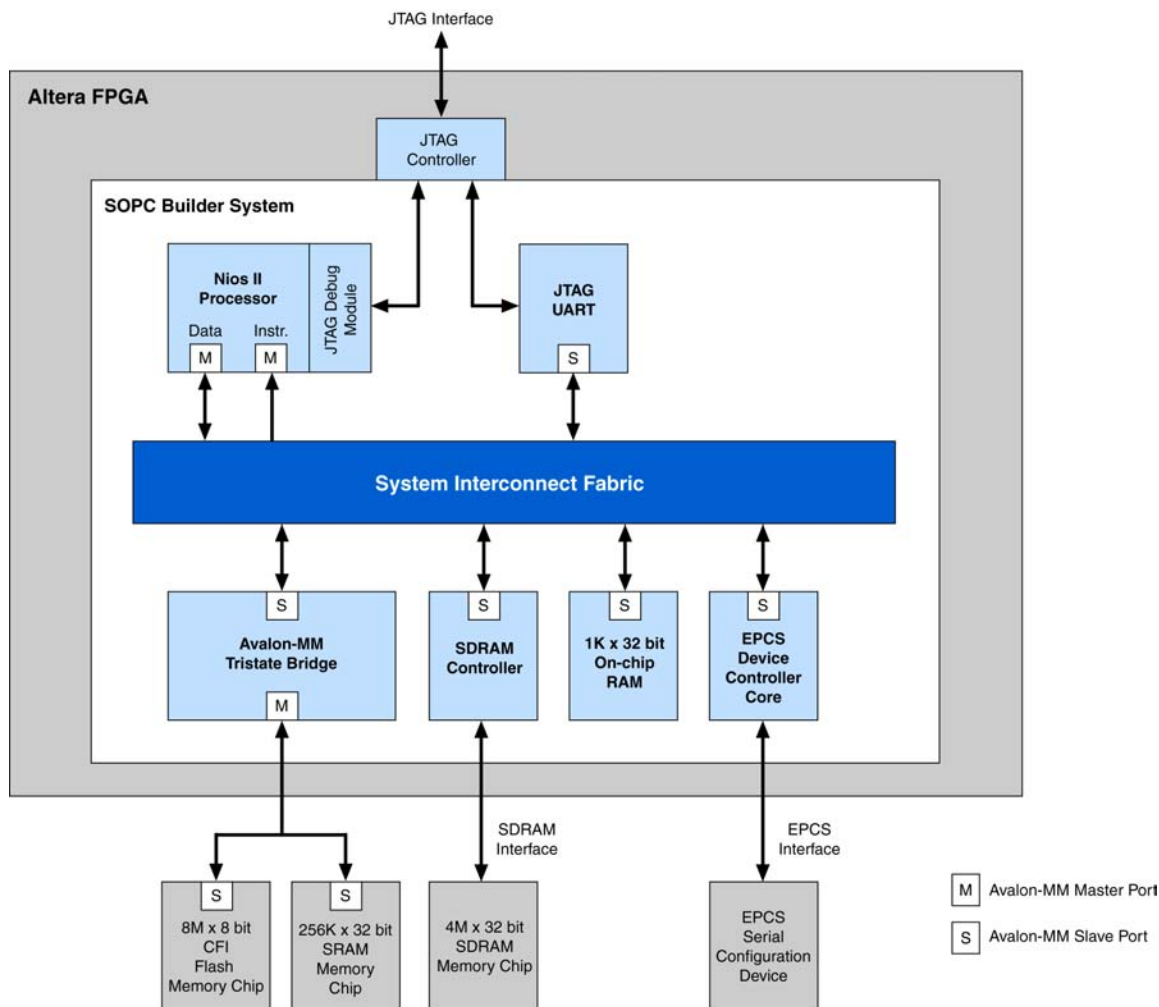 JTAG Interface
Altera FPGA
JTAG
Controller
SOPC Builder System
Nios II
Processor
Data
Instr.
M
M
JTAG Debug
Module
JTAG
UART
S
System Interconnect Fabric
S
Avalon-MM
Tristate Bridge
M
S
SDRAM
Controller
S
1K x 32 bit
On-chip
RAM
S
EPCS
Device
Controller
Core
SDRAM
Interface
EPCS
Interface
S
8M x 8 bit
CFI
Flash
Memory Chip
S
256K x 32 bit
SRAM
Memory
Chip
4M x 32 bit
SDRAM
Memory Chip
EPCS
Serial
Configuration
Device
M Avalon-MM Master Port
S Avalon-MM Slave Port